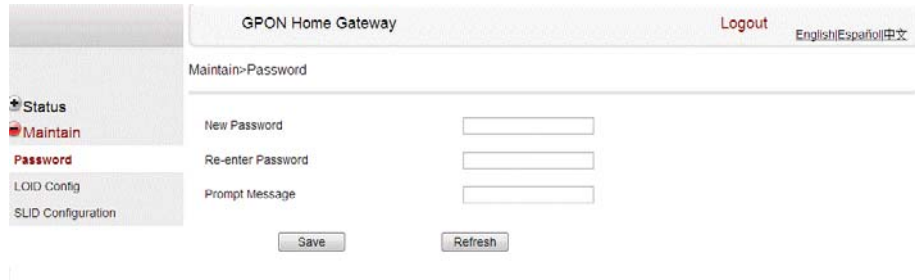 GPON Home Gateway
Logout
English|Español|中文
Maintain>Password
Status
Maintain
Password
LOID Config
SLID Configuration
New Password
Re-enter Password
Prompt Message
Save
Refresh